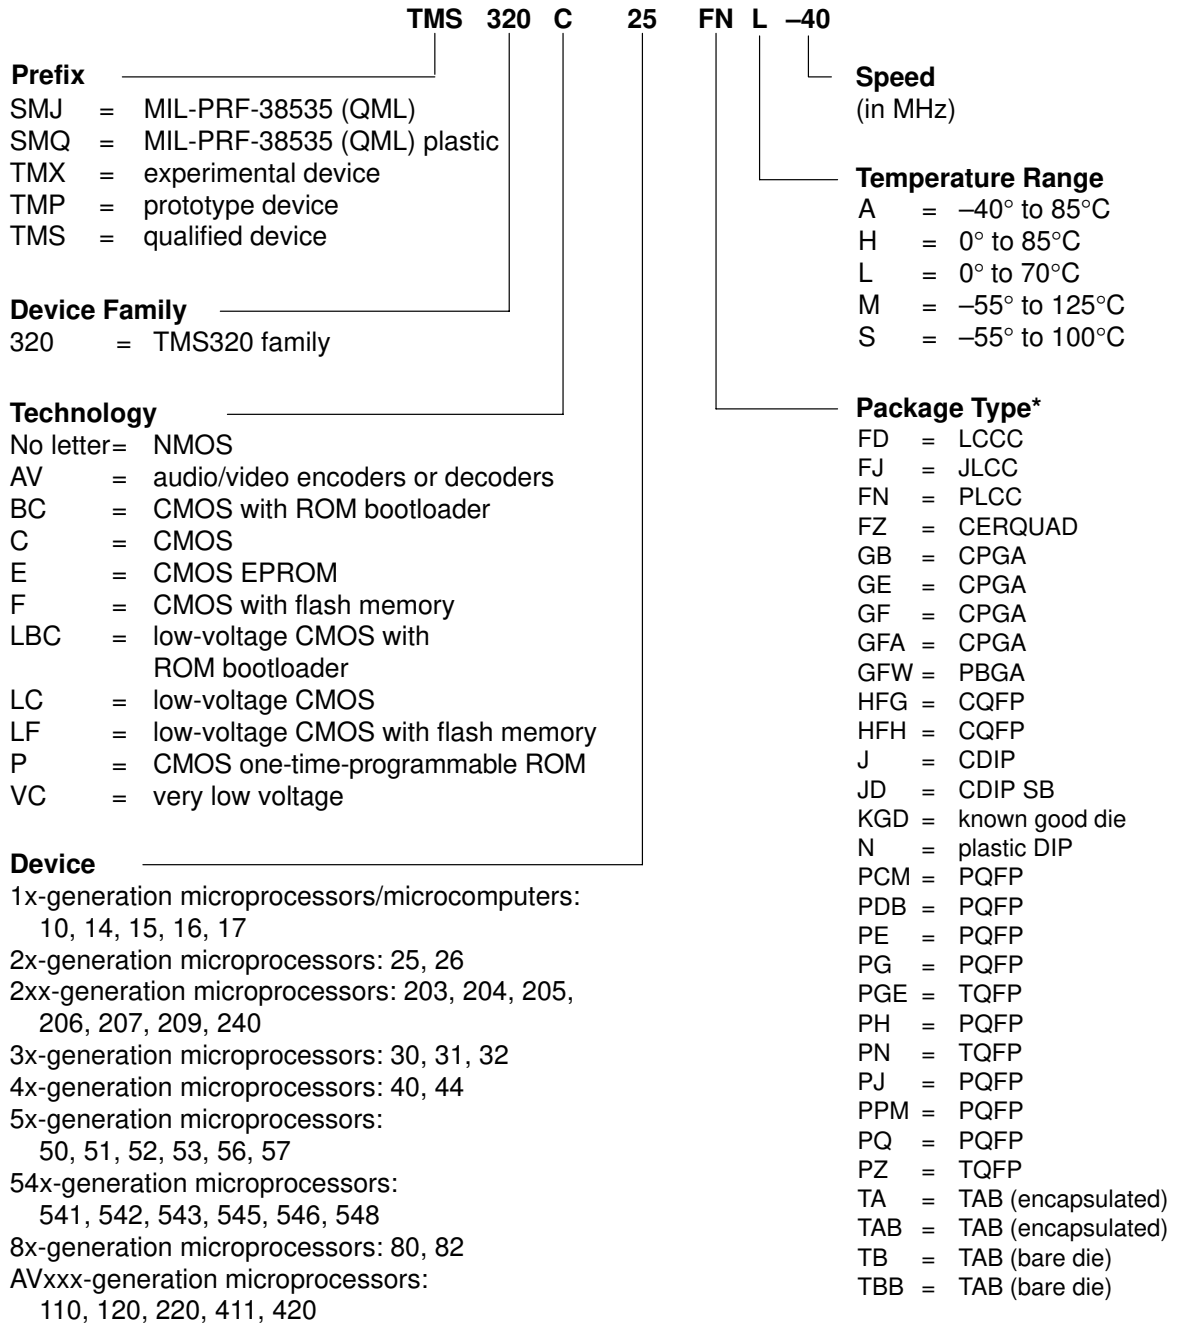 TMS 320 C 25 FN L –40
Prefix
SMJ = MIL-PRF-38535 (QML)
SMQ = MIL-PRF-38535 (QML) plastic
TMX = experimental device
TMP = prototype device
TMS = qualified device
Device Family
320 = TMS320 family
Technology
No letter= NMOS
AV = audio/video encoders or decoders
BC = CMOS with ROM bootloader
C = CMOS
E = CMOS EPROM
F = CMOS with flash memory
LBC = low-voltage CMOS with
ROM bootloader
LC = low-voltage CMOS
LF = low-voltage CMOS with flash memory
P = CMOS one-time-programmable ROM
VC = very low voltage
Device
1x-generation microprocessors/microcomputers:
10, 14, 15, 16, 17
2x-generation microprocessors: 25, 26
2xx-generation microprocessors: 203, 204, 205,
206, 207, 209, 240
3x-generation microprocessors: 30, 31, 32
4x-generation microprocessors: 40, 44
5x-generation microprocessors:
50, 51, 52, 53, 56, 57
54x-generation microprocessors:
541, 542, 543, 545, 546, 548
8x-generation microprocessors: 80, 82
AVxxx-generation microprocessors:
110, 120, 220, 411, 420
Speed
(in MHz)
Temperature Range
A = –40° to 85°C
H = 0° to 85°C
L = 0° to 70°C
M = –55° to 125°C
S = –55° to 100°C
Package Type*
FD = LCCC
FJ = JLCC
FN = PLCC
FZ = CERQUAD
GB = CPGA
GE = CPGA
GF = CPGA
GFA = CPGA
GFW = PBGA
HFG = CQFP
HFH = CQFP
J = CDIP
JD = CDIP SB
KGD = known good die
N = plastic DIP
PCM = PQFP
PDB = PQFP
PE = PQFP
PG = PQFP
PGE = TQFP
PH = PQFP
PN = TQFP
PJ = PQFP
PPM = PQFP
PQ = PQFP
PZ = TQFP
TA = TAB (encapsulated)
TAB = TAB (encapsulated)
TB = TAB (bare die)
TBB = TAB (bare die)